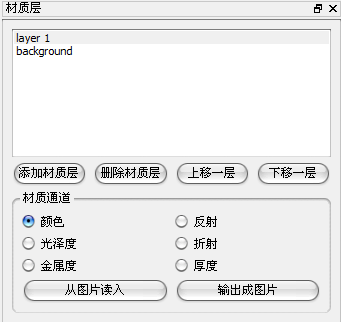 材质层
layer 1
background
添加材质层 删除材质层 上移一层 下移一层
材质通道
颜色 反射
光泽度 折射
金属度 厚度
从图片读入 输出成图片